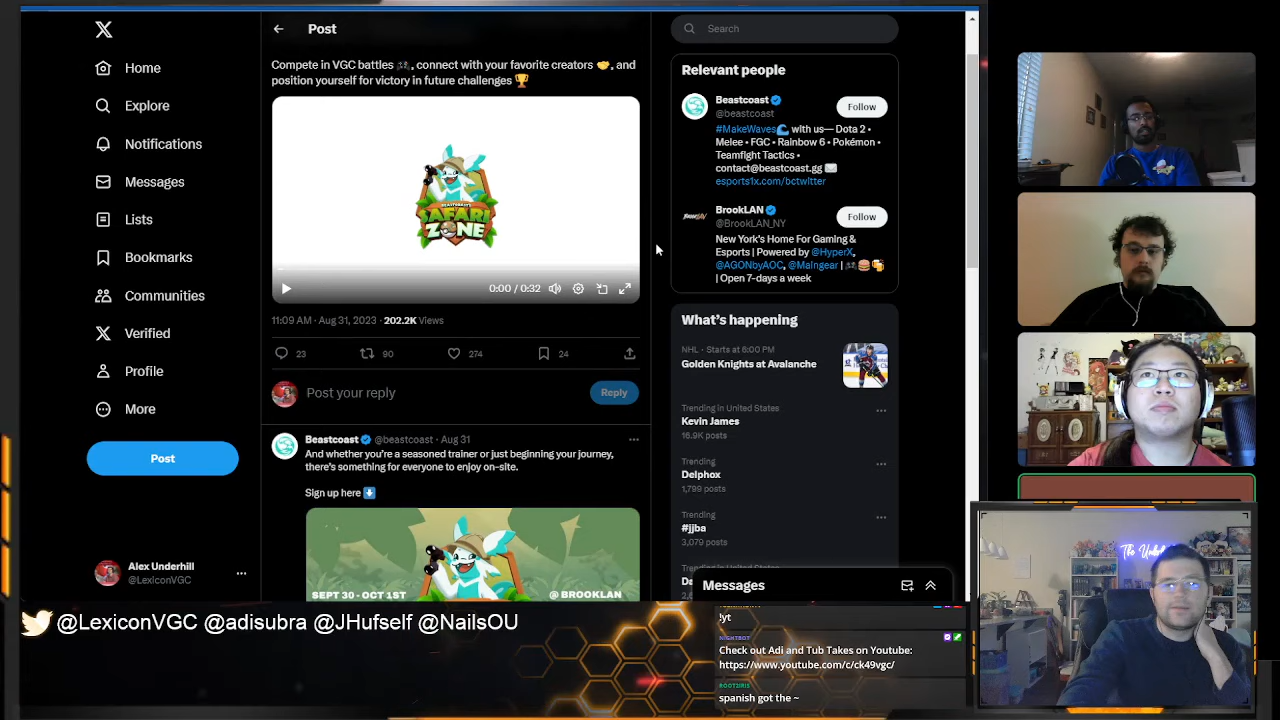 Post
Search
Home
Explore
Notifications
Messages
Lists
Bookmarks
Communities
Verified
Profile
More
Post
Alex Underhill
@LexiconVGC
Compete in VGC battles 🎮, connect with your favorite creators 🤝, and
position yourself for victory in future challenges 🏆
BEASTCOAST'S
SAFARI
ZONE
0:00 / 0:32
11:09 AM · Aug 31, 2023 · 202.2K Views
23
90
274
24
Post your reply
Reply
Beastcoast @beastcoast · Aug 31
And whether you're a seasoned trainer or just beginning your journey,
there's something for everyone to enjoy on-site.
Sign up here ⬇️
SEPT 30 - OCT 1ST
@ BROOKLAN
Relevant people
Beastcoast
@beastcoast
Follow
#MakeWaves🌊 with us— Dota 2 •
Melee • FGC • Rainbow 6 • Pokémon •
Teamfight Tactics •
contact@beastcoast.gg ✉️
esports1x.com/bctwitter
BrookLAN
@BrookLAN_NY
Follow
New York's Home For Gaming &
Esports | Powered by @HyperX,
@AGONbyAOC, @MaIngear | 🎮🍔🍻
| Open 7-days a week
What's happening
NHL · Starts at 6:00 PM
Golden Knights at Avalanche
Trending in United States
Kevin James
16.9K posts
Trending
Delphox
1,799 posts
Trending
#jjba
3,079 posts
Trending in United States
Messages
@LexiconVGC @adisubra @JHufself @NailsOU
!yt
NIGHTBOT
Check out Adi and Tub Takes on Youtube:
https://www.youtube.com/c/ck49vgc/
ROOT2IRIS
spanish got the ~